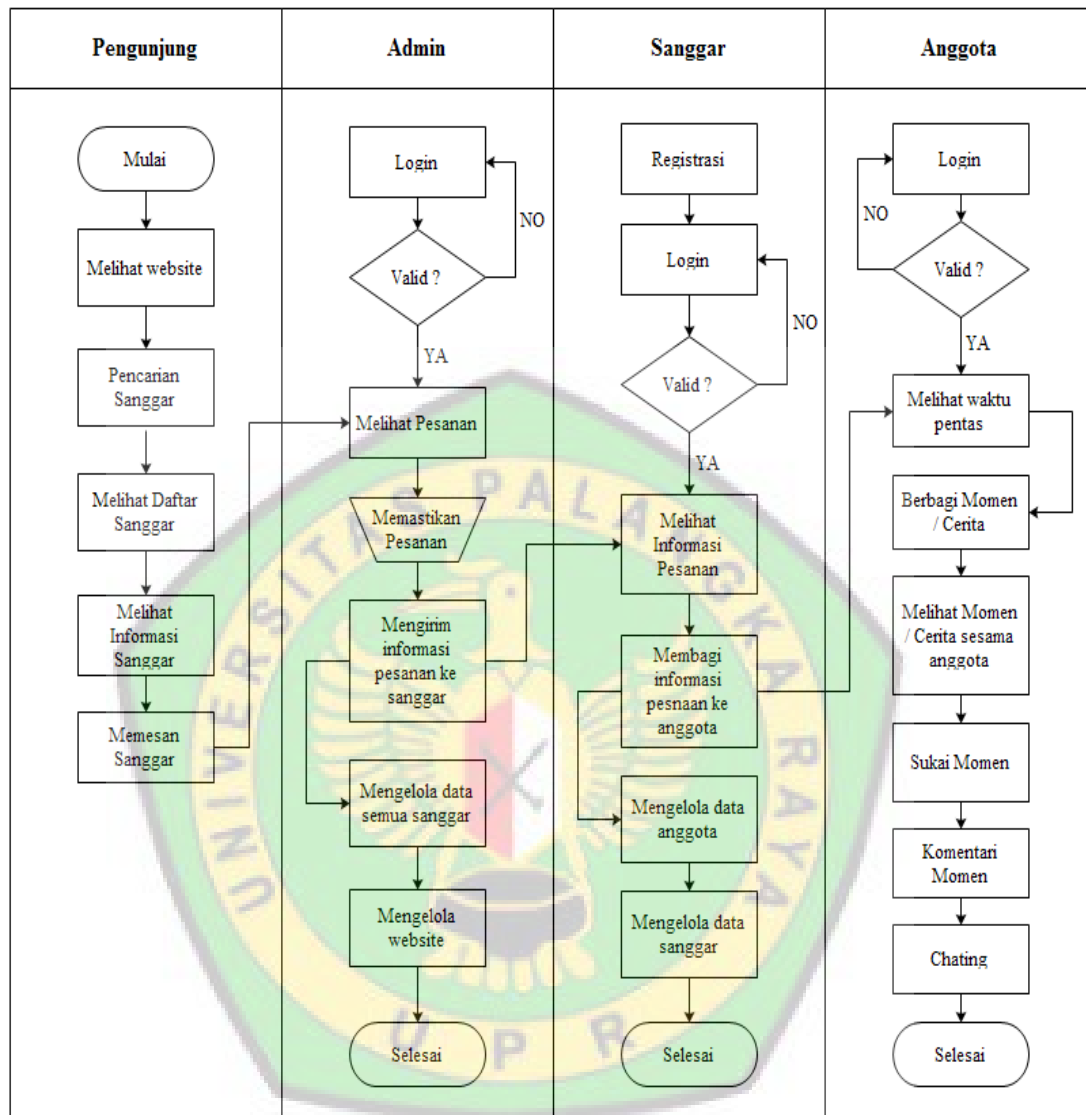 Pengunjung
Admin
Sanggar
Anggota
Mulai
Melihat website
Pencarian
Sanggar
Melihat Daftar
Sanggar
Melihat
Informasi
Sanggar
Memesan
Sanggar
Login
NO
Valid ?
YA
Melihat Pesanan
Memastikan
Pesanan
Mengirim
informasi
pesanan ke
sanggar
Mengelola data
semua sanggar
Mengelola
website
Selesai
Registrasi
Login
NO
Valid ?
YA
Melihat
Informasi
Pesanan
Membagi
informasi
pesnaan ke
anggota
Mengelola data
anggota
Mengelola data
sanggar
Selesai
Login
NO
Valid ?
YA
Melihat waktu
pentas
Berbagi Momen
/ Cerita
Melihat Momen
/ Cerita sesama
anggota
Sukai Momen
Komentari
Momen
Chating
Selesai
UNIVERSITAS PALANGKA RAYA
UPR